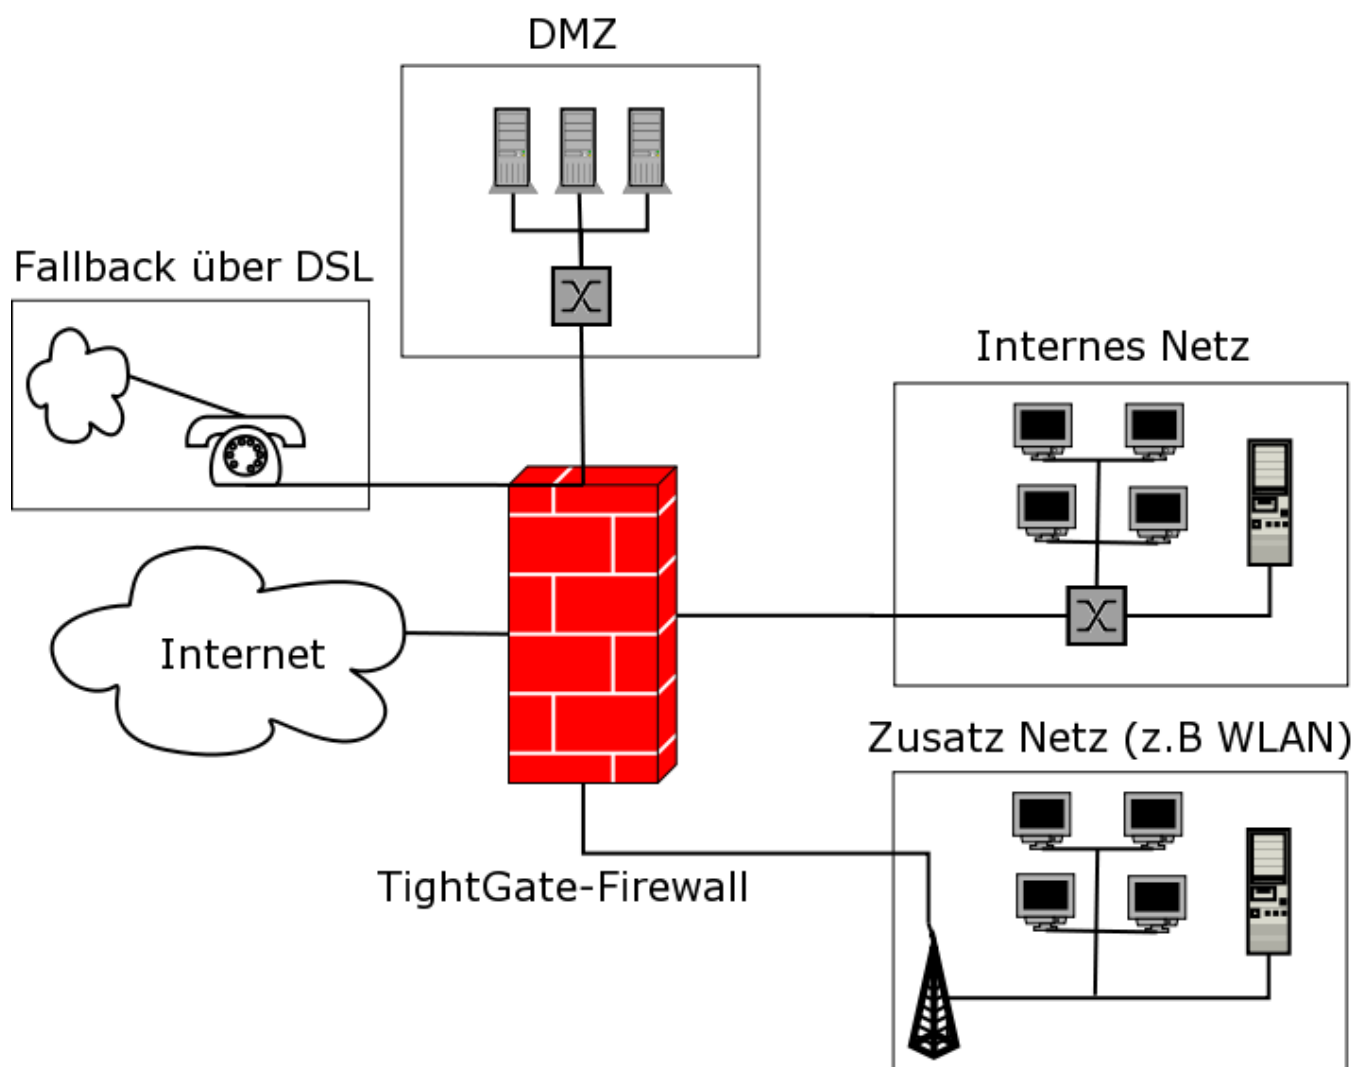 DMZ
Fallback über DSL
Internes Netz
Internet
Zusatz Netz (z.B WLAN)
TightGate-Firewall